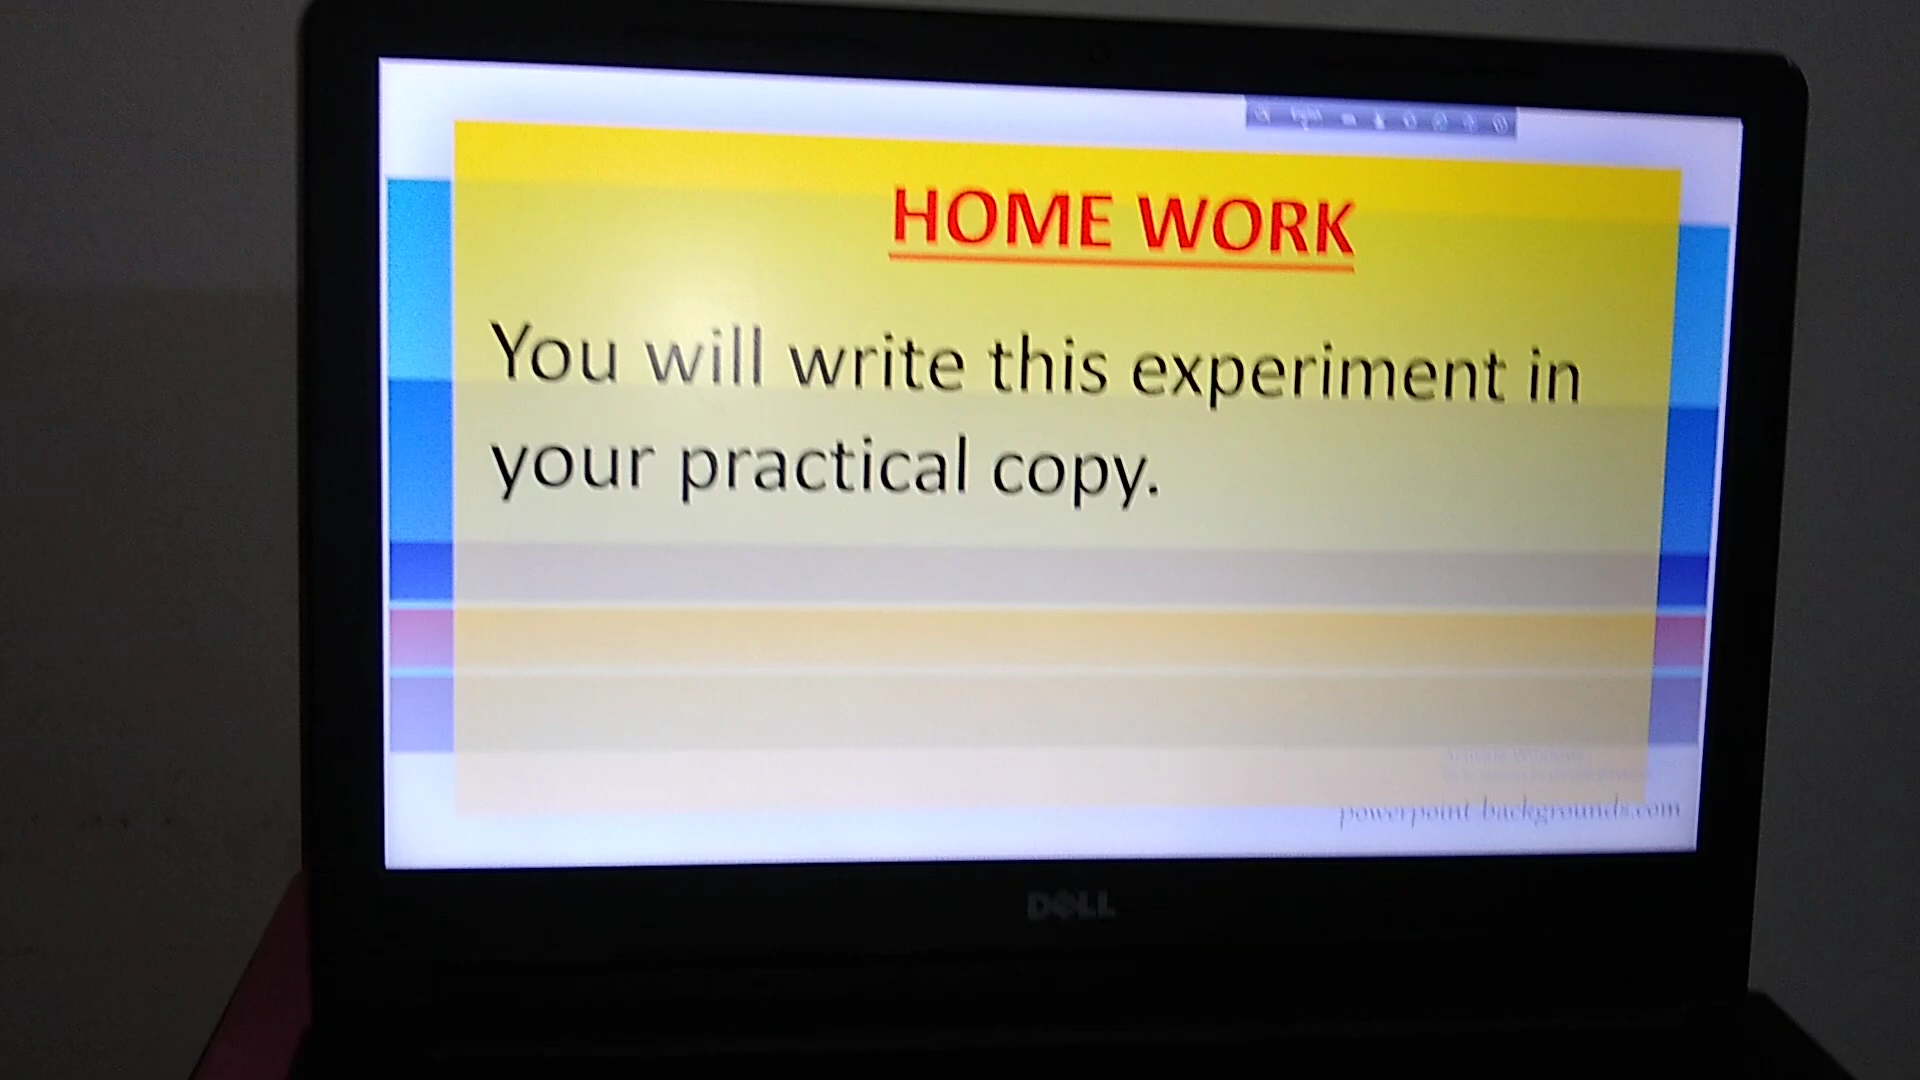 HOME WORK
You will write this experiment in
your practical copy.
powerpoint-backgrounds.com
DELL